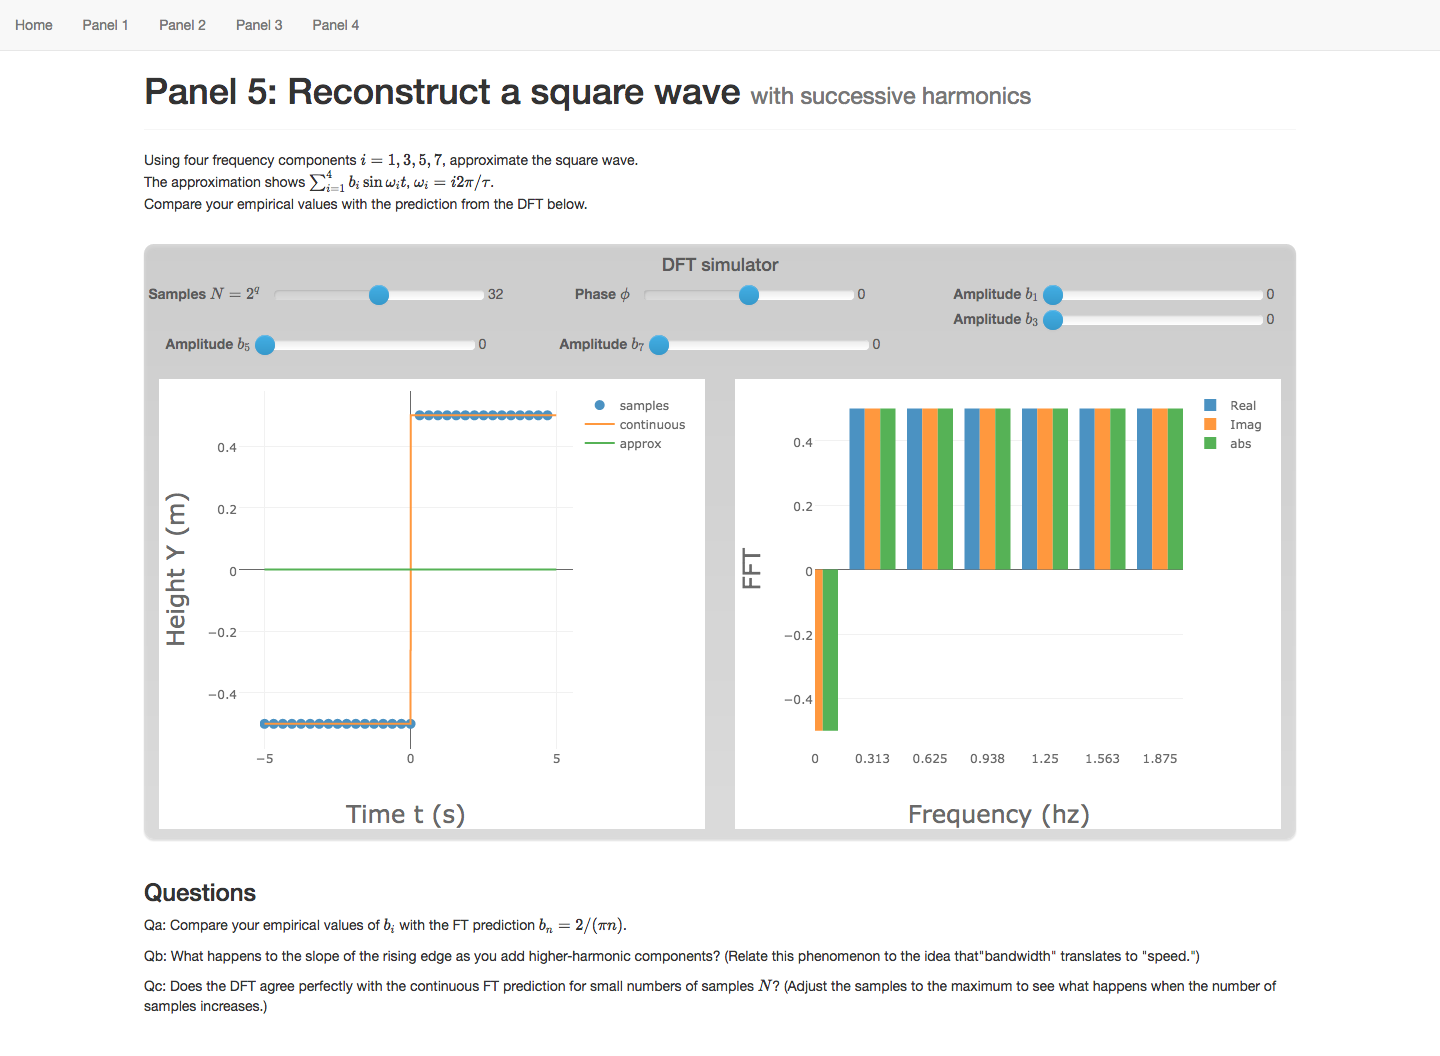 Home Panel 1 Panel 2 Panel 3 Panel 4
Panel 5: Reconstruct a square wave with successive harmonics
Using four frequency components i = 1, 3, 5, 7, approximate the square wave.
The approximation shows ∑_{i=1}^{4} b_i sin ω_i t, ω_i = i2π/τ.
Compare your empirical values with the prediction from the DFT below.
DFT simulator
Samples N = 2^q 32 Phase ϕ 0 Amplitude b_1 0
Amplitude b_3 0
Amplitude b_5 0 Amplitude b_7 0
samples
continuous
approx
0.4
0.2
0
−0.2
−0.4
Height Y (m)
−5 0 5
Time t (s)
Real
Imag
abs
0.4
0.2
0
−0.2
−0.4
FFT
0 0.313 0.625 0.938 1.25 1.563 1.875
Frequency (hz)
Questions
Qa: Compare your empirical values of b_i with the FT prediction b_n = 2/(πn).
Qb: What happens to the slope of the rising edge as you add higher-harmonic components? (Relate this phenomenon to the idea that"bandwidth" translates to "speed.")
Qc: Does the DFT agree perfectly with the continuous FT prediction for small numbers of samples N? (Adjust the samples to the maximum to see what happens when the number of
samples increases.)